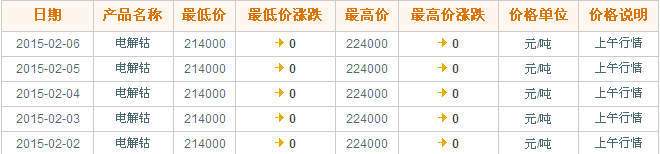 日期 产品名称 最低价 最低价涨跌 最高价 最高价涨跌 价格单位 价格说明
2015-02-06 电解钴 214000 → 0 224000 → 0 元/吨 上午行情
2015-02-05 电解钴 214000 → 0 224000 → 0 元/吨 上午行情
2015-02-04 电解钴 214000 → 0 224000 → 0 元/吨 上午行情
2015-02-03 电解钴 214000 → 0 224000 → 0 元/吨 上午行情
2015-02-02 电解钴 214000 → 0 224000 → 0 元/吨 上午行情